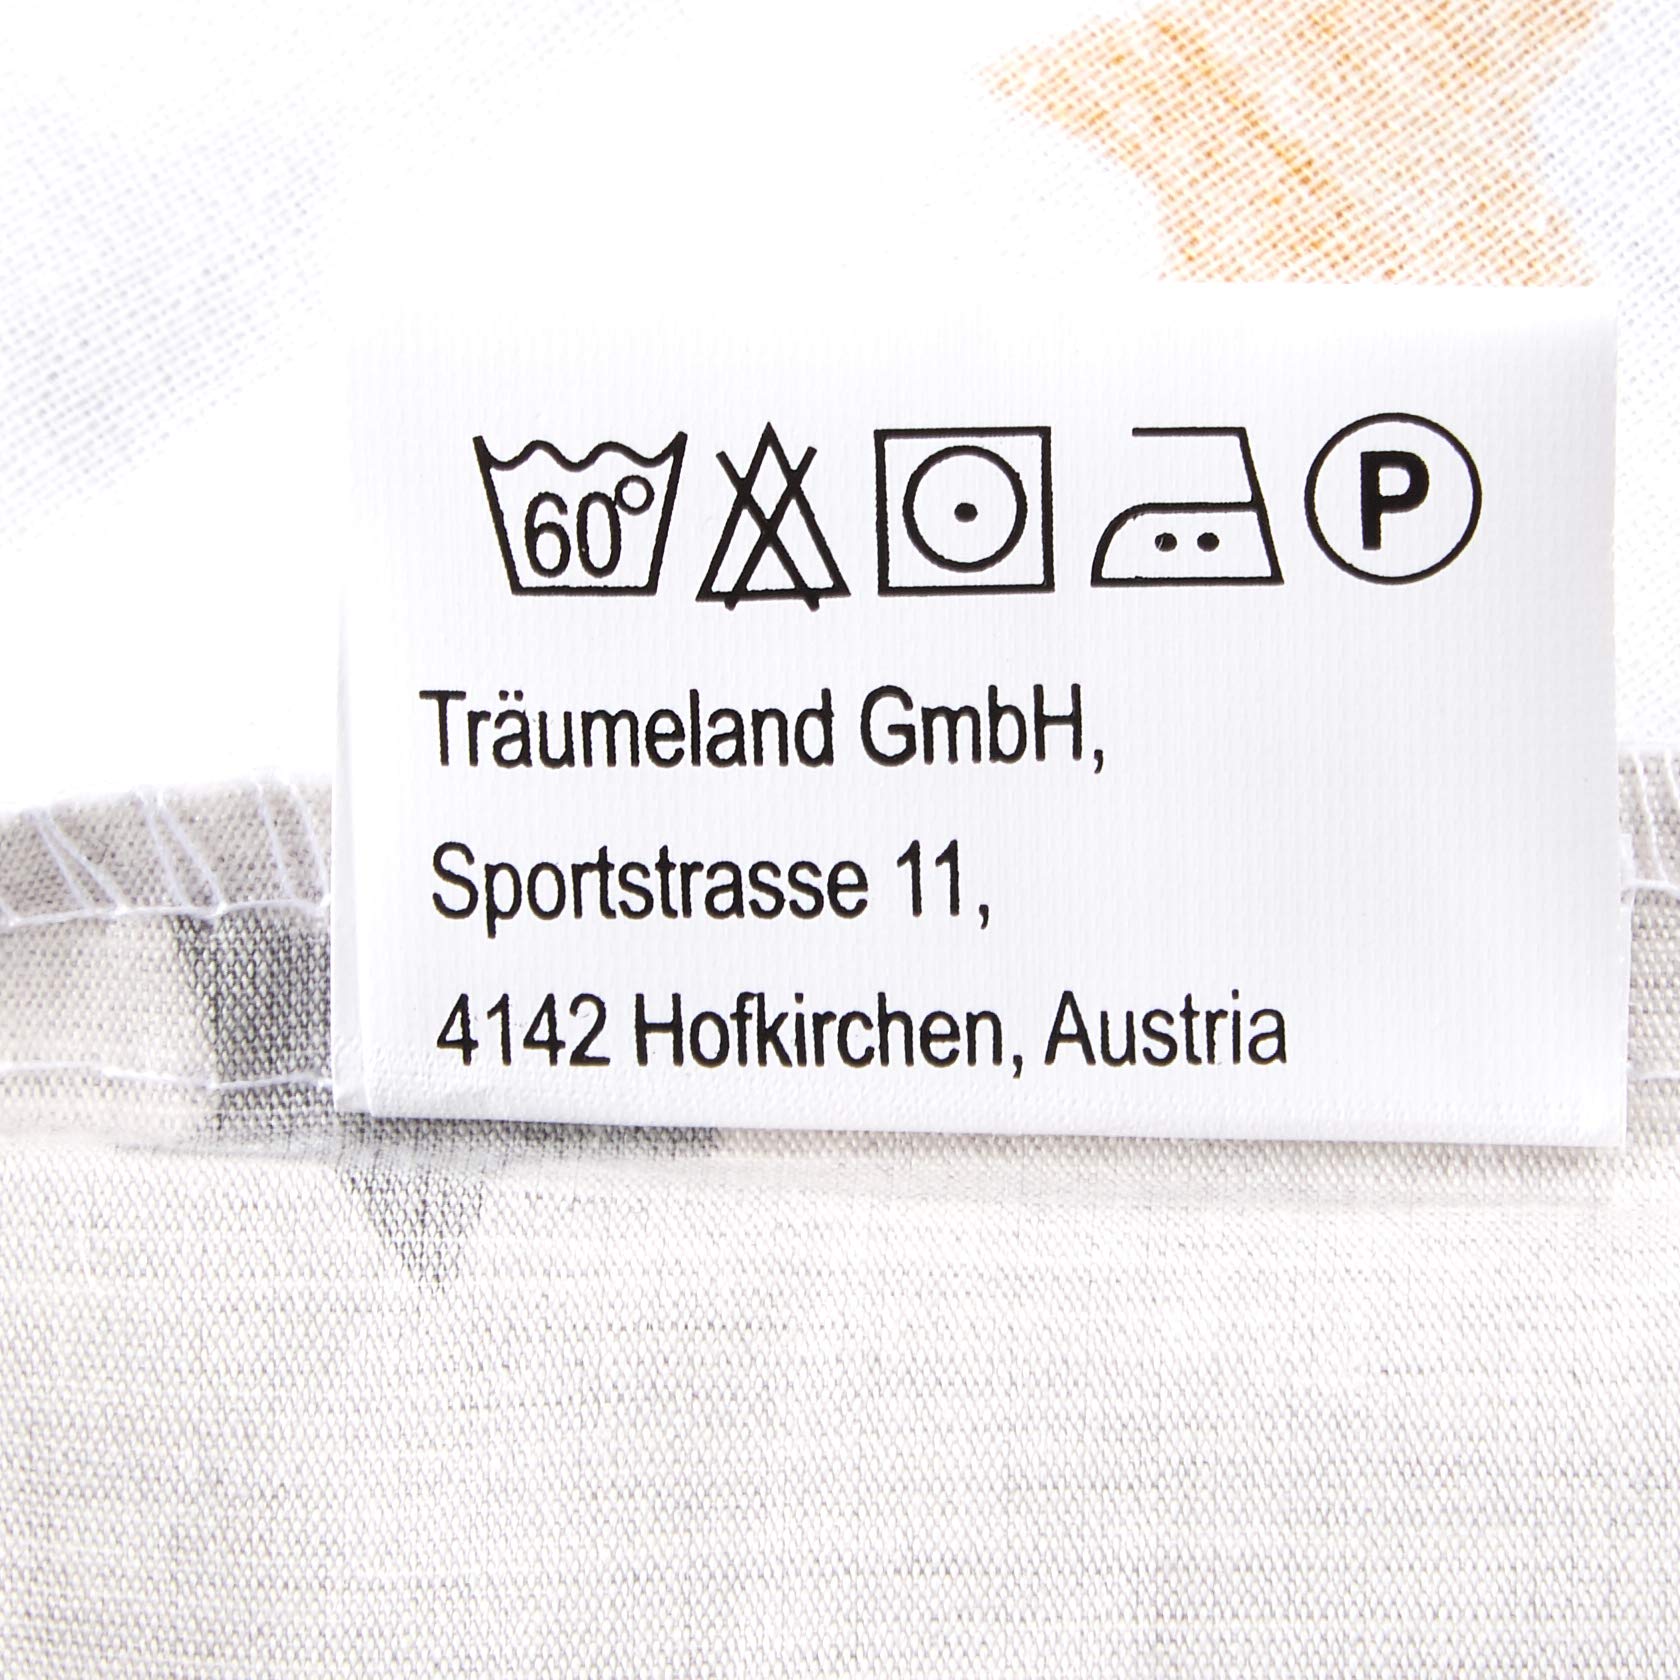 60°
P
Träumeland GmbH,
Sportstrasse 11,
4142 Hofkirchen, Austria